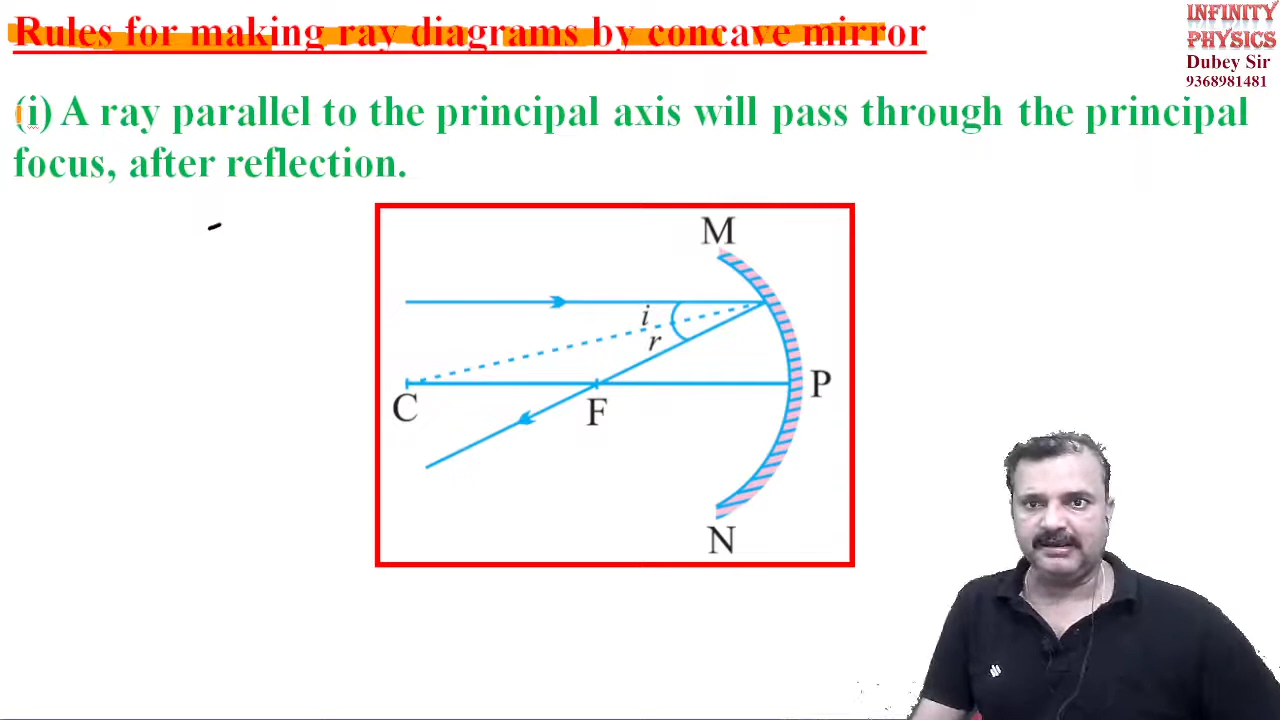 Rules for making ray diagrams by concave mirror
INFINITY
PHYSICS
Dubey Sir
9368981481
(i) A ray parallel to the principal axis will pass through the principal
focus, after reflection.
M
i
r
C
F
P
N